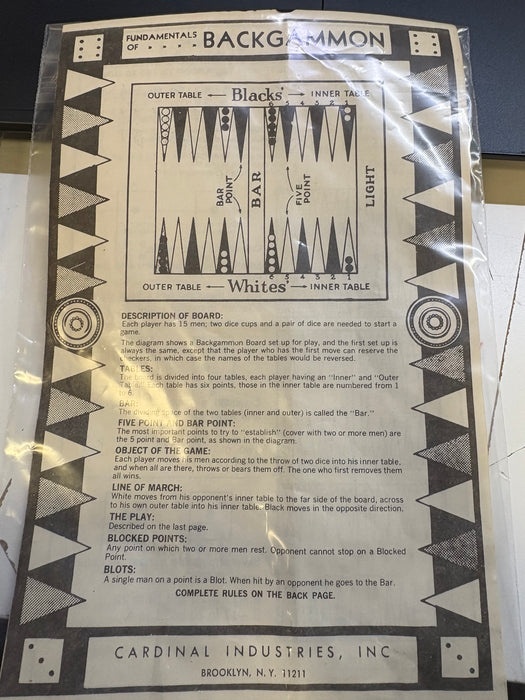 FUNDAMENTALS
OF · · · · BACKGAMMON
OUTER TABLE ← Blacks' → INNER TABLE
6 5 4 3 2 1
BAR POINT
BAR
FIVE POINT
LIGHT
6 5 4 3 2 1
OUTER TABLE ← Whites' → INNER TABLE
DESCRIPTION OF BOARD:
Each player has 15 men; two dice cups and a pair of dice are needed to start a
game.
The diagram shows a Backgammon Board set up for play, and the first set up is
always the same, except that the player who has the first move can reserve the
checkers, in which case the names of the tables would be reversed.
TABLES:
The board is divided into four tables, each player having an "Inner" and "Outer
Table." Each table has six points, those in the inner table are numbered from 1
to 6.
BAR:
The dividing space of the two tables (inner and outer) is called the "Bar."
FIVE POINT AND BAR POINT:
The most important points to try to "establish" (cover with two or more men) are
the 5 point and Bar point, as shown in the diagram.
OBJECT OF THE GAME:
Each player moves his men according to the throw of two dice into his inner table,
and when all are there, throws or bears them off. The one who first removes them
all wins.
LINE OF MARCH:
White moves from his opponent's inner table to the far side of the board, across
to his own outer table into his inner table. Black moves in the opposite direction.
THE PLAY:
Described on the last page.
BLOCKED POINTS:
Any point on which two or more men rest. Opponent cannot stop on a Blocked
Point.
BLOTS:
A single man on a point is a Blot. When hit by an opponent he goes to the Bar.
COMPLETE RULES ON THE BACK PAGE.
CARDINAL INDUSTRIES, INC
BROOKLYN, N. Y. 11211